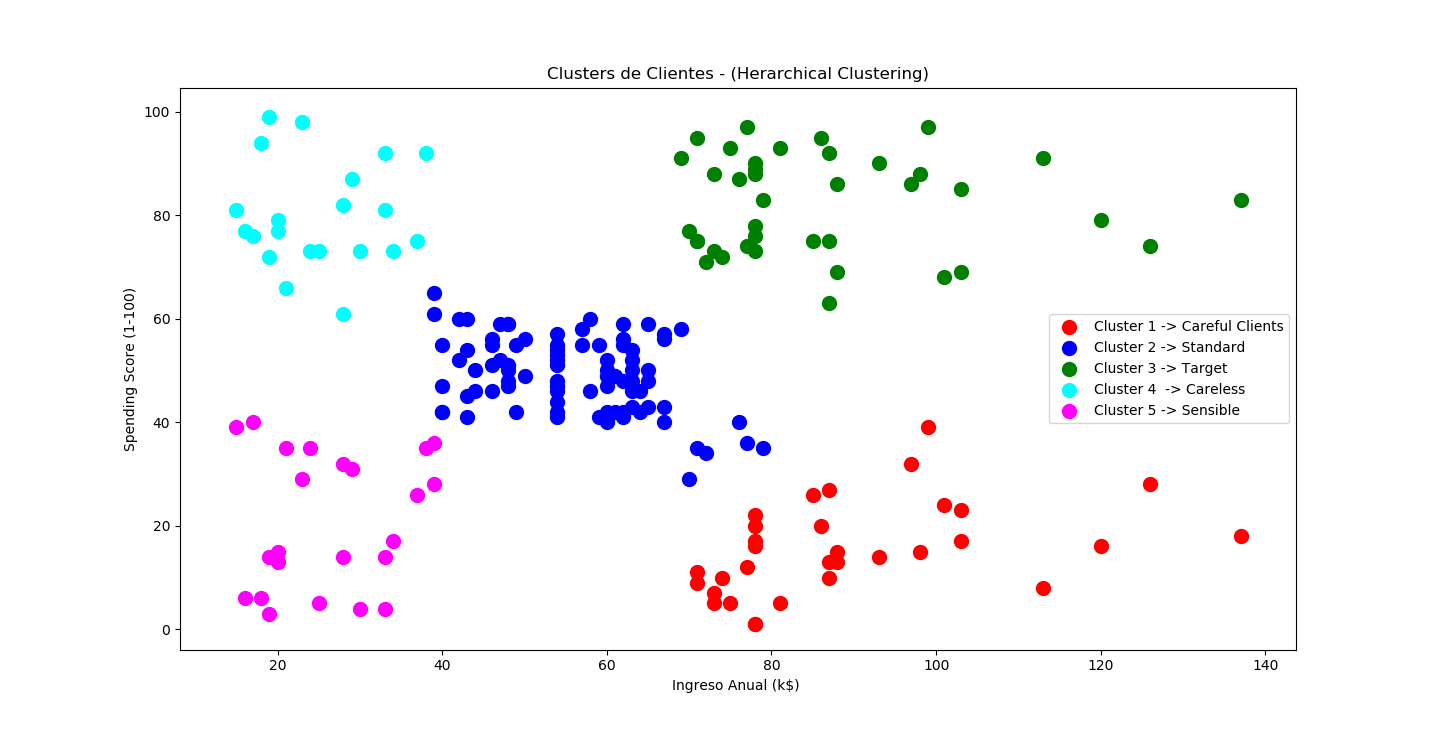 Clusters de Clientes - (Herarchical Clustering)
100
80
60
40
20
0
Spending Score (1-100)
Cluster 1 -> Careful Clients
Cluster 2 -> Standard
Cluster 3 -> Target
Cluster 4  -> Careless
Cluster 5 -> Sensible
20 40 60 80 100 120 140
Ingreso Anual (k$)